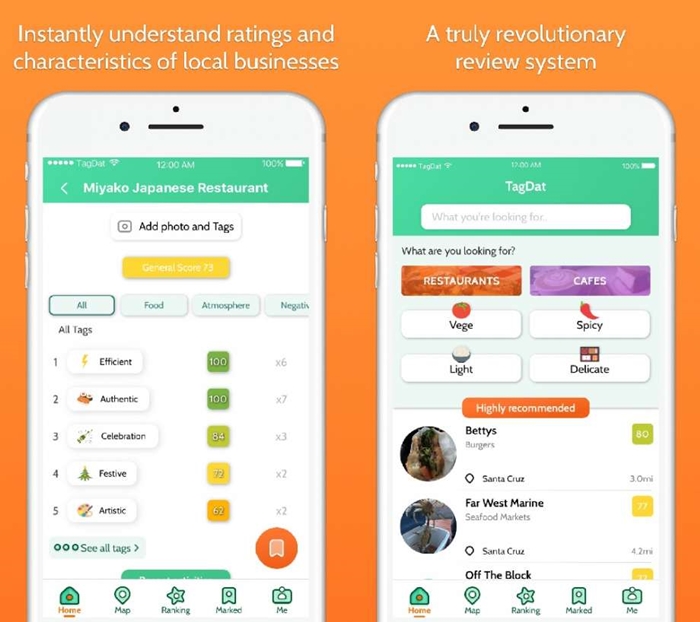 Instantly understand ratings and
characteristics of local businesses
TagDat
12:00 AM
100%
Miyako Japanese Restaurant
Add photo and Tags
General Score 73
All
Food
Atmosphere
Negativ
All Tags
1 Efficient 100 x6
2 Authentic 100 x7
3 Celebration 84 x3
4 Festive 72 x2
5 Artistic 62 x2
See all tags >
Home
Map
Ranking
Marked
Me
A truly revolutionary
review system
TagDat
12:00 AM
100%
TagDat
What you're looking for..
What are you looking for?
RESTAURANTS
CAFES
Vege
Spicy
Light
Delicate
Highly recommended
Bettys 80
Burgers
Santa Cruz 3.0mi
Far West Marine 77
Seafood Markets
Santa Cruz 4.2mi
Off The Block
Home
Map
Ranking
Marked
Me